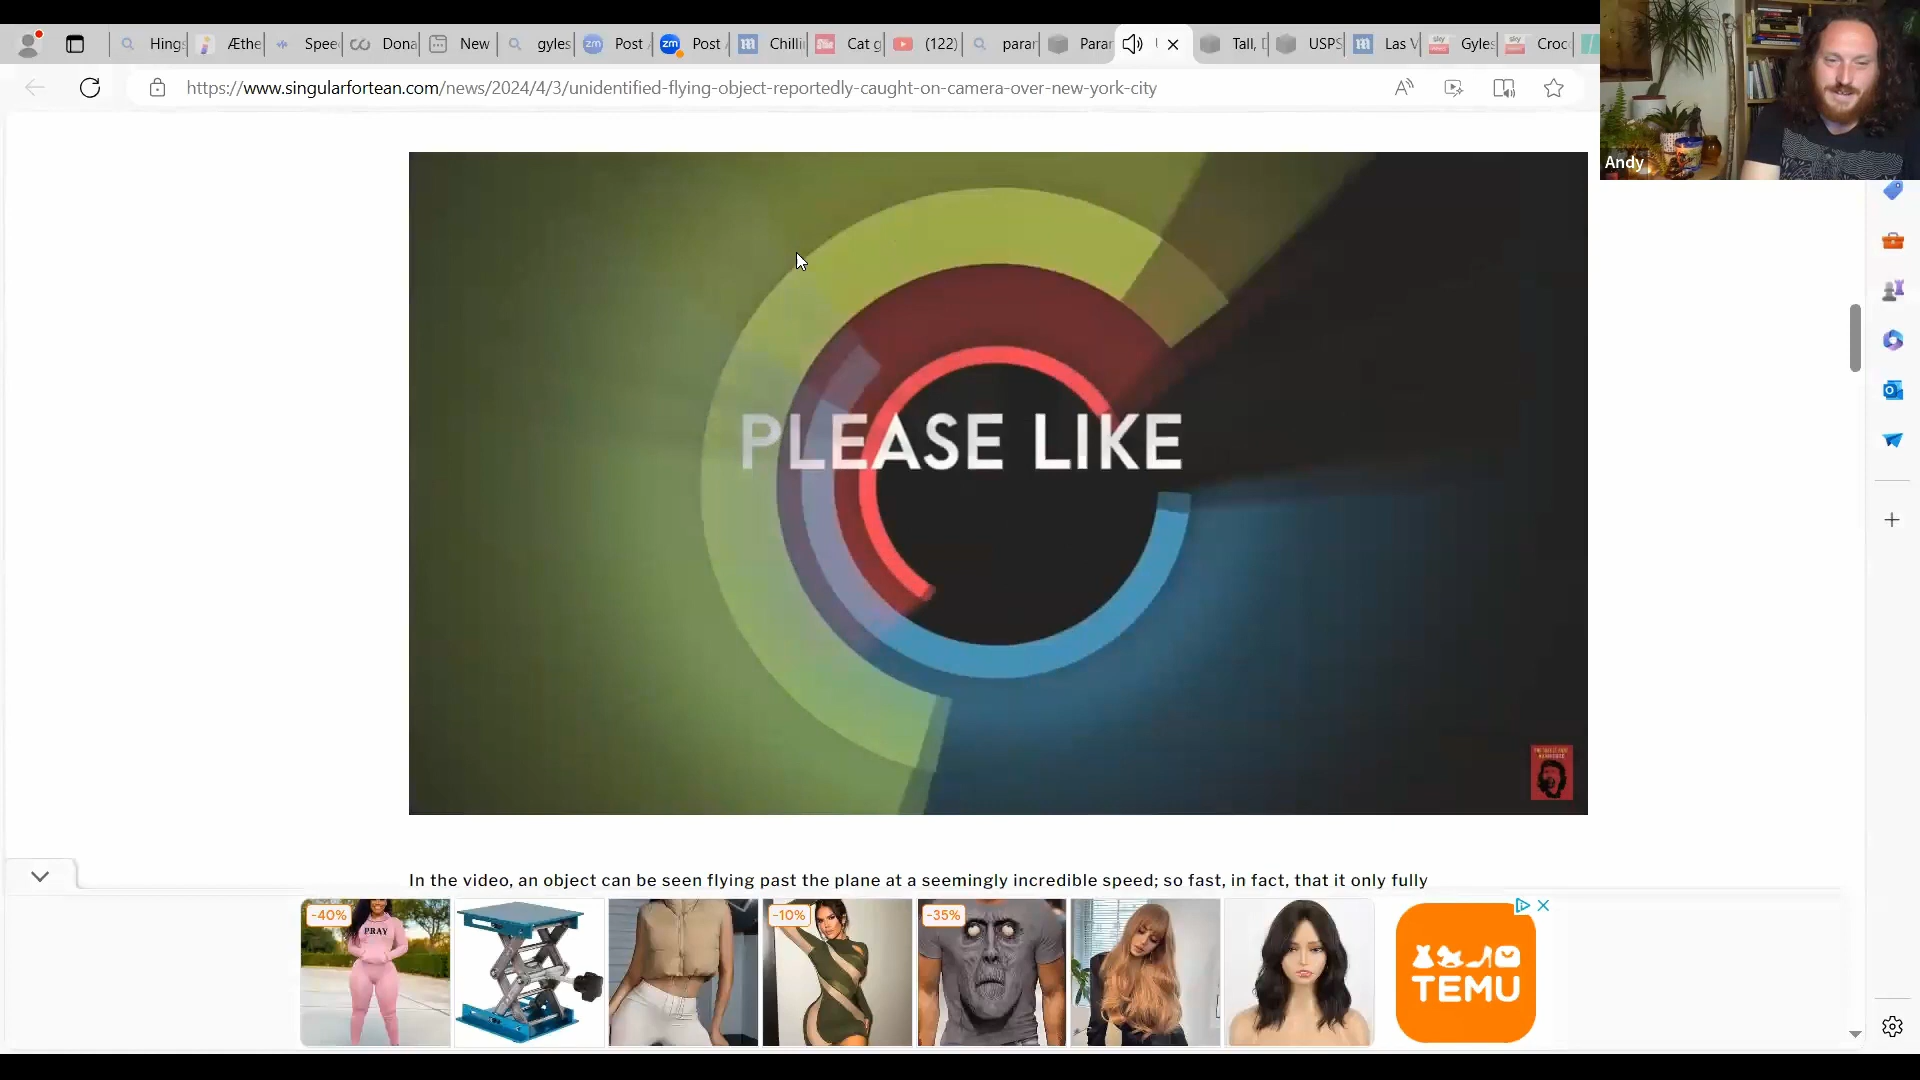 Hing
Æthe
Spee
Dona
New
gyles
Post
Post
Chilli
Cat g
(122)
parar
Parar
Tall, D
USPS
Las V
Gyles
Croc
https://www.singularfortean.com/news/2024/4/3/unidentified-flying-object-reportedly-caught-on-camera-over-new-york-city
Andy
PLEASE LIKE
In the video, an object can be seen flying past the plane at a seemingly incredible speed; so fast, in fact, that it only fully
-40%
PRAY
-10%
-35%
TEMU